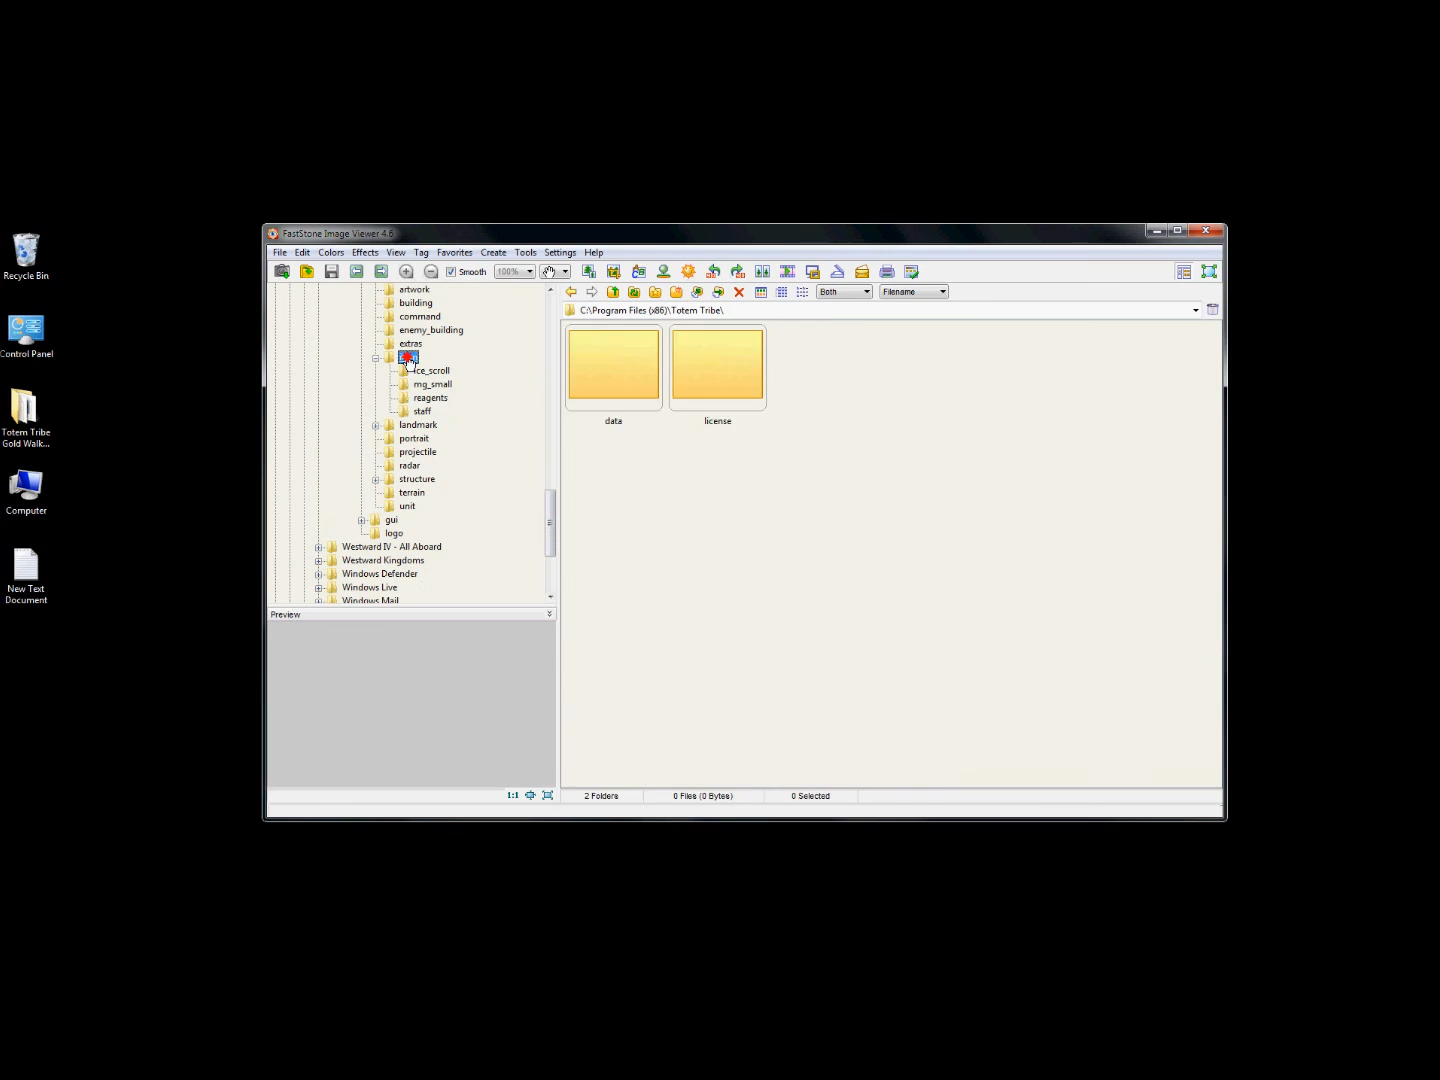 FastStone Image Viewer 4.6
File Edit Colors Effects View Tag Favorites Create Tools Settings Help
Smooth 100%
Both Filename
C:\Program Files (x86)\Totem Tribe\
artwork
building
command
enemy_building
extras
ice_scroll
mg_small
reagents
staff
landmark
portrait
projectile
radar
structure
terrain
unit
gui
logo
Westward IV - All Aboard
Westward Kingdoms
Windows Defender
Windows Live
Windows Mail
data license
Preview
1:1
2 Folders 0 Files (0 Bytes) 0 Selected
Recycle Bin
Control Panel
Totem Tribe
Gold Walk...
Computer
New Text
Document